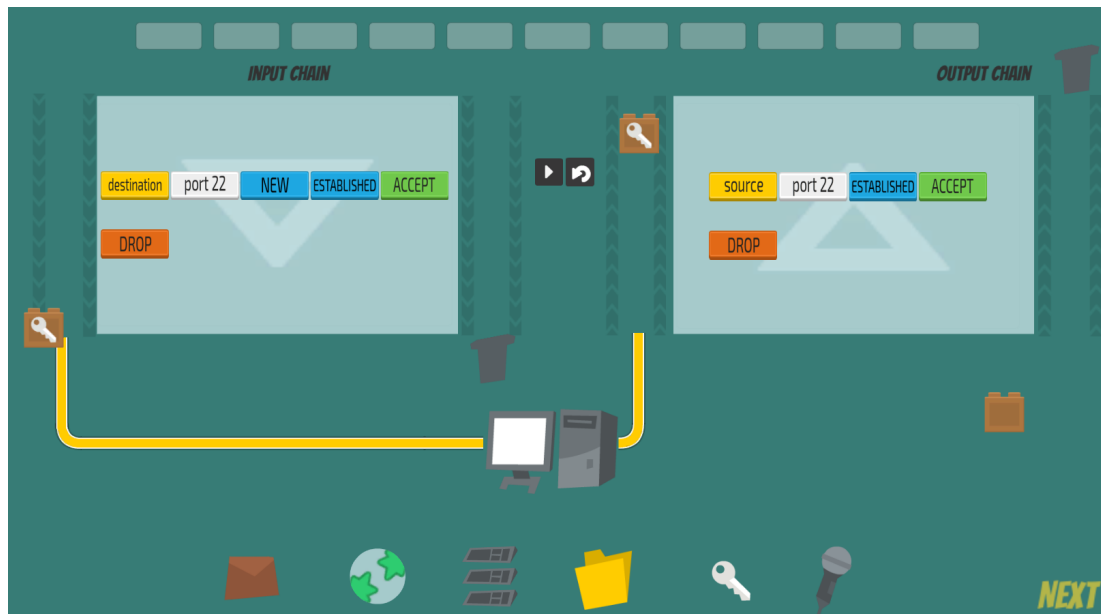 INPUT CHAIN
OUTPUT CHAIN
destination port 22 NEW ESTABLISHED ACCEPT
DROP
source port 22 ESTABLISHED ACCEPT
DROP
NEXT